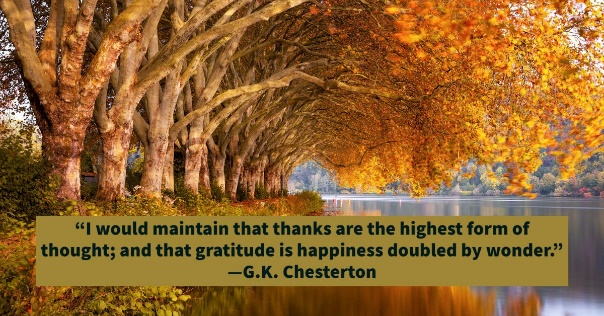 “I would maintain that thanks are the highest form of
thought; and that gratitude is happiness doubled by wonder.”
—G.K. Chesterton